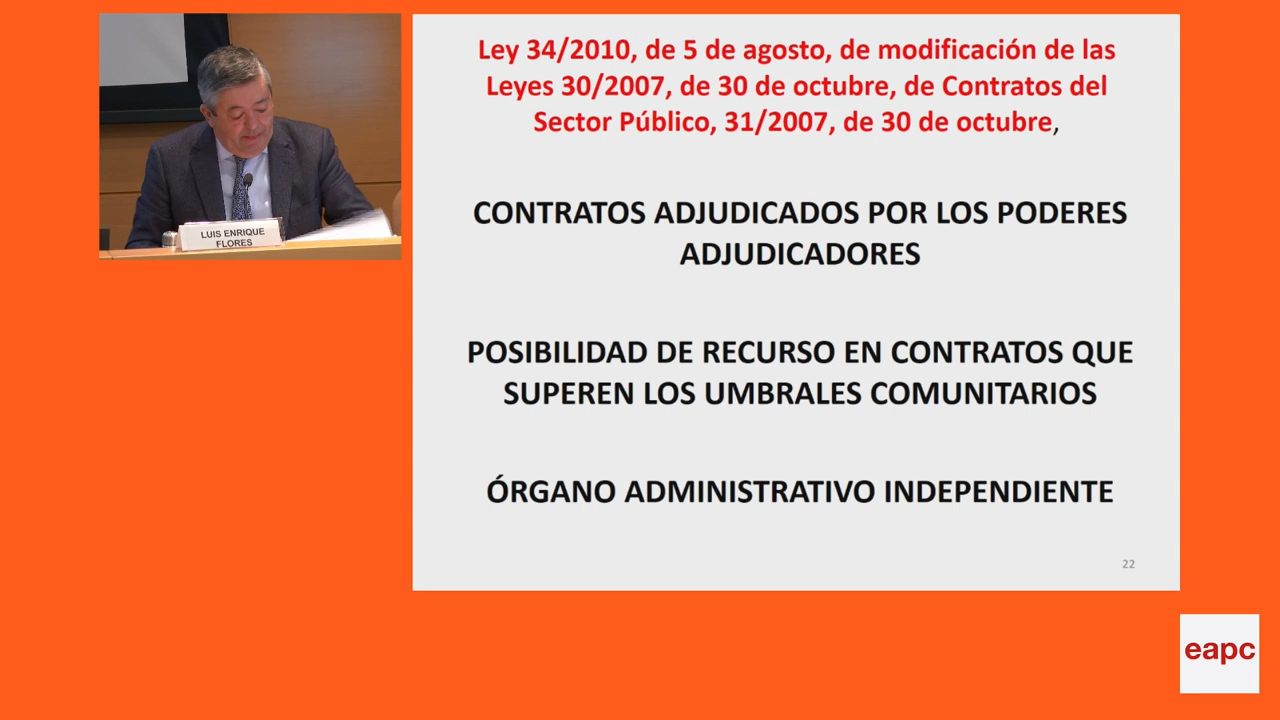 LUIS ENRIQUE
FLORES
Ley 34/2010, de 5 de agosto, de modificación de las
Leyes 30/2007, de 30 de octubre, de Contratos del
Sector Público, 31/2007, de 30 de octubre,
CONTRATOS ADJUDICADOS POR LOS PODERES
ADJUDICADORES
POSIBILIDAD DE RECURSO EN CONTRATOS QUE
SUPEREN LOS UMBRALES COMUNITARIOS
ÓRGANO ADMINISTRATIVO INDEPENDIENTE
22
eapc